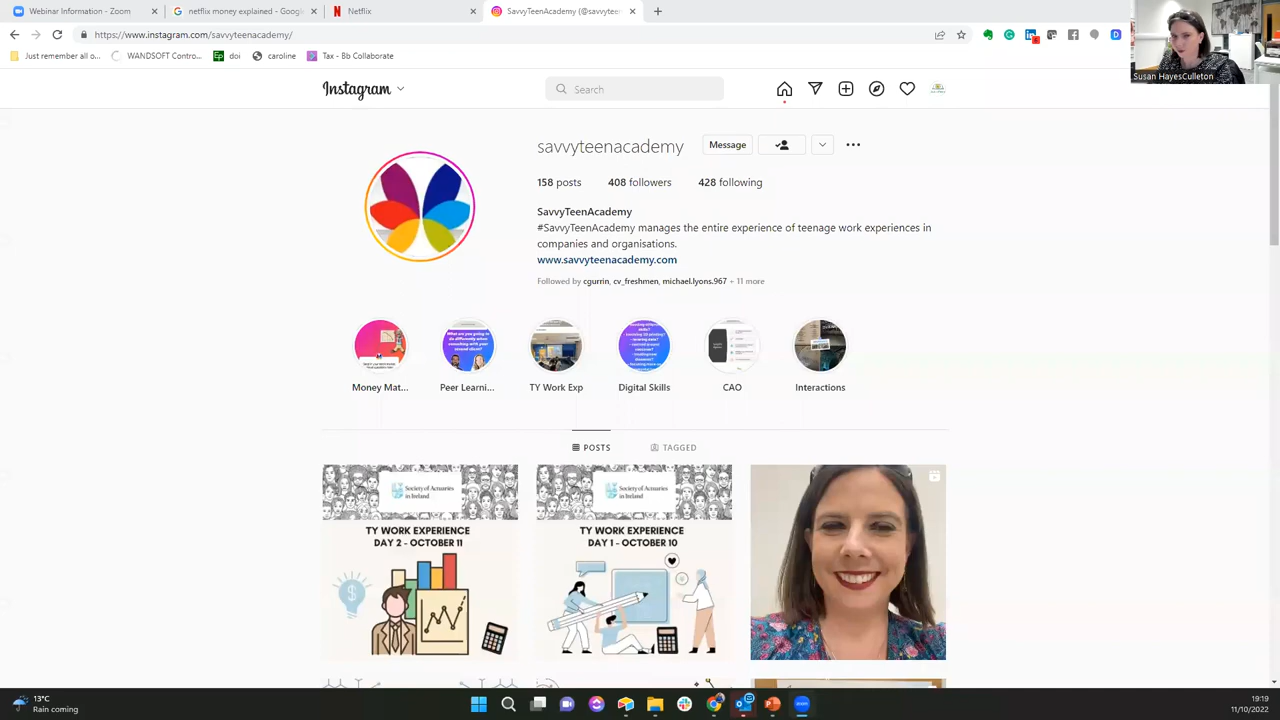 Webinar Information - Zoom
netflix money explained - Google
Netflix
SavvyTeenAcademy (@savvyteen
https://www.instagram.com/savvyteenacademy/
Just remember all o...
WANDSOFT Contro...
doi
caroline
Tax - Bb Collaborate
Susan HayesCulleton
Instagram
Search
savvyteenacademy
Message
158 posts
408 followers
428 following
SavvyTeenAcademy
#SavvyTeenAcademy manages the entire experience of teenage work experiences in
companies and organisations.
www.savvyteenacademy.com
Followed by cgurrin, cv_freshmen, michael.lyons.967 + 11 more
Money Mat...
Peer Learni...
TY Work Exp
Digital Skills
CAO
Interactions
POSTS
TAGGED
Society of Actuaries
in Ireland
TY WORK EXPERIENCE
DAY 2 - OCTOBER 11
Society of Actuaries
in Ireland
TY WORK EXPERIENCE
DAY 1 - OCTOBER 10
13°C
Rain coming
19:19
11/10/2022